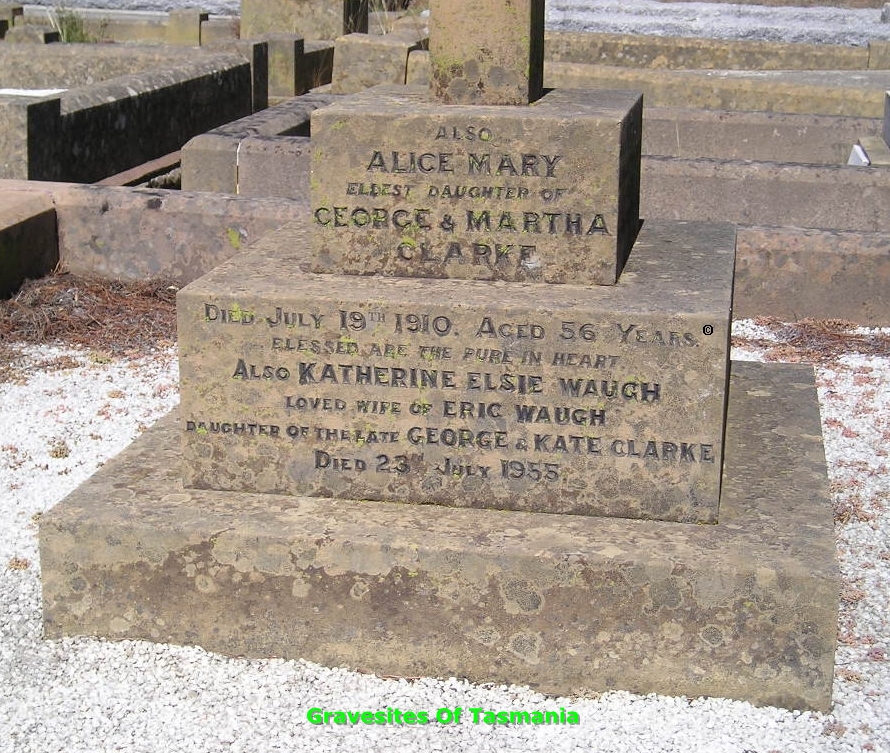 ALSO
ALICE MARY
ELDEST DAUGHTER OF
GEORGE & MARTHA
CLARKE
DIED JULY 19TH 1910. AGED 56 YEARS.
BLESSED ARE THE PURE IN HEART
ALSO KATHERINE ELSIE WAUGH
LOVED WIFE OF ERIC WAUGH
DAUGHTER OF THE LATE GEORGE & KATE CLARKE
DIED 23RD JULY 1955.
Gravesites Of Tasmania